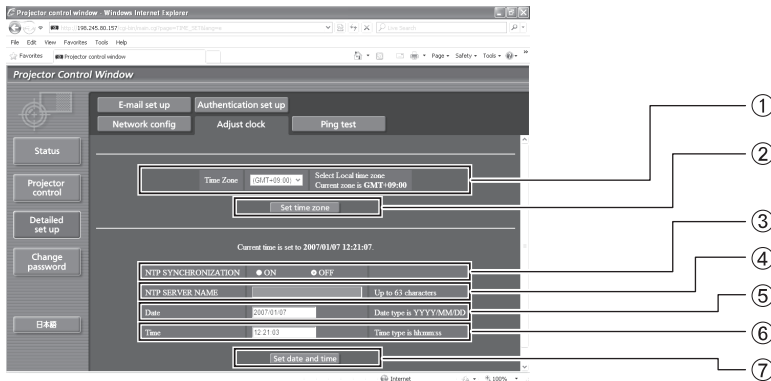 Projector control window - Windows Internet Explorer
File Edit View Favorites Tools Help
Live Search
Favorites Projector control window
Page Safety Tools
Projector Control Window
E-mail set up Authentication set up
Network config Adjust clock Ping test
Status
Projector control
Detailed set up
Change password
日本語
Time Zone (GMT+09:00) Select Local time zone
Current zone is GMT+09:00
Set time zone
Current time is set to 2007/01/07 12:21:07.
NTP SYNCHRONIZATION ON OFF
NTP SERVER NAME Up to 63 characters
Date 2007/01/07 Date type is YYYY/MM/DD
Time 12:21:03 Time type is hh:mm:ss
Set date and time
Internet 100%
①
②
③
④
⑤
⑥
⑦